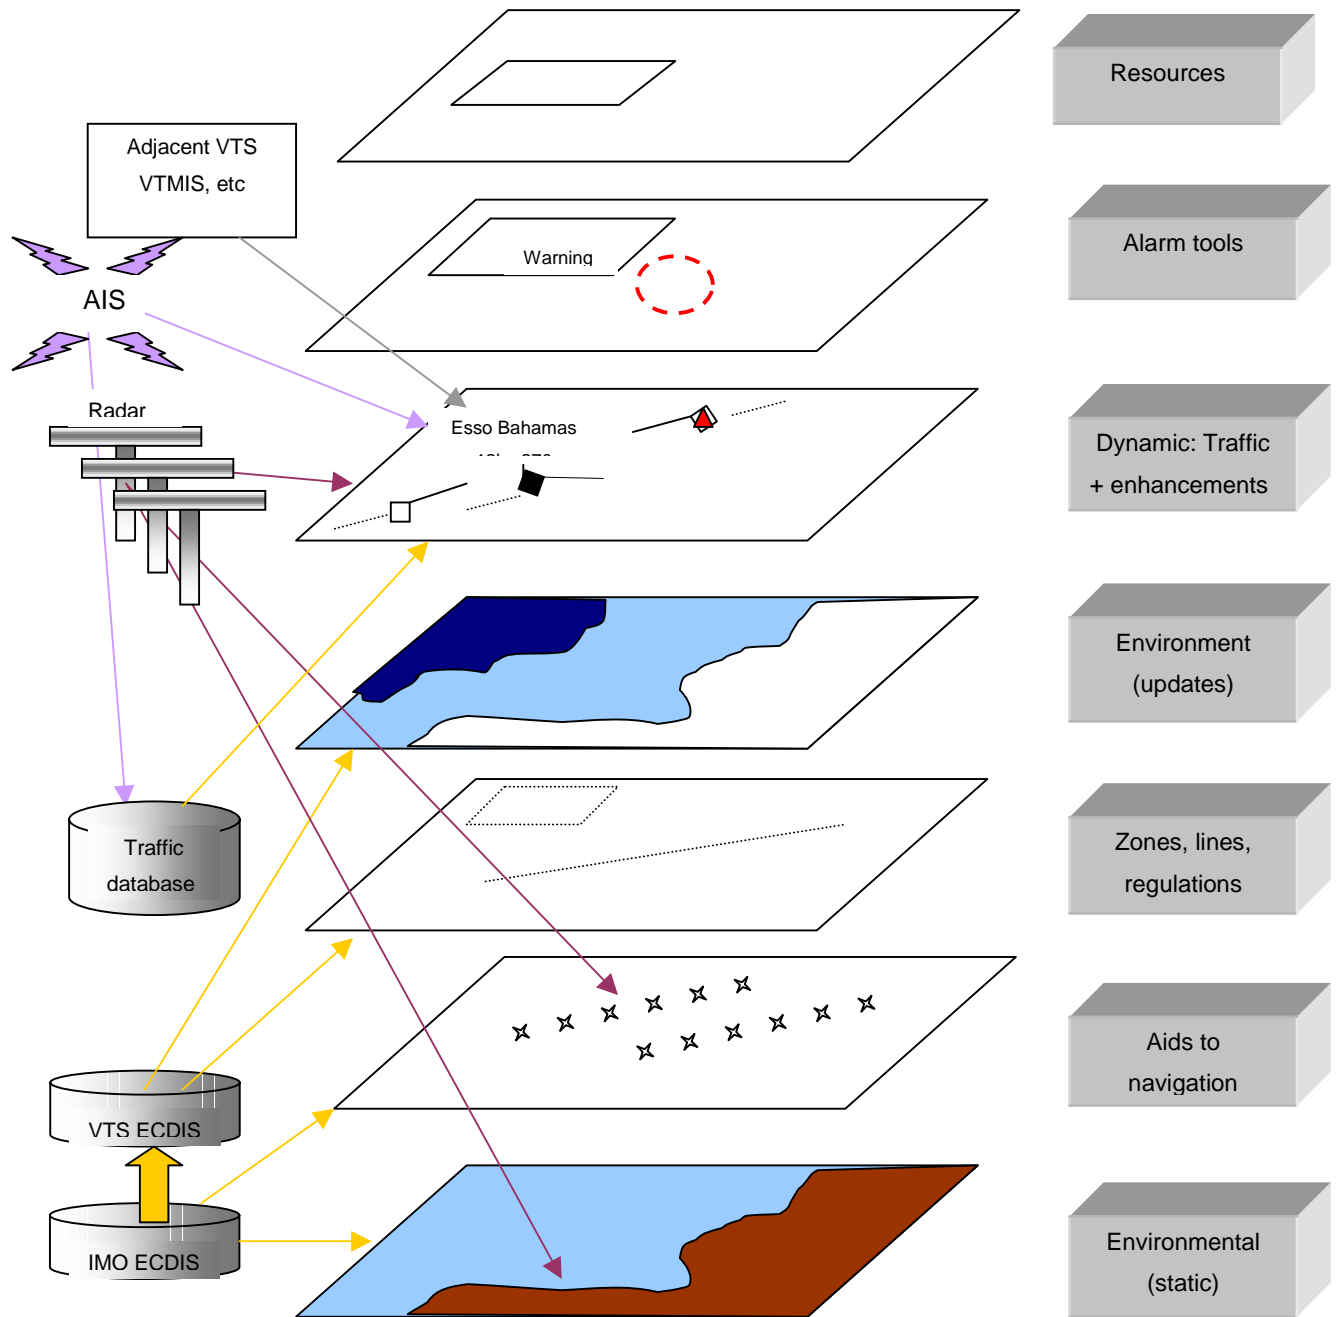 Resources
Adjacent VTS
VTMIS, etc
Alarm tools
Warning
AIS
Radar
Esso Bahamas
Dynamic: Traffic
+ enhancements
Environment
(updates)
Traffic
database
Zones, lines,
regulations
Aids to
navigation
VTS ECDIS
IMO ECDIS
Environmental
(static)